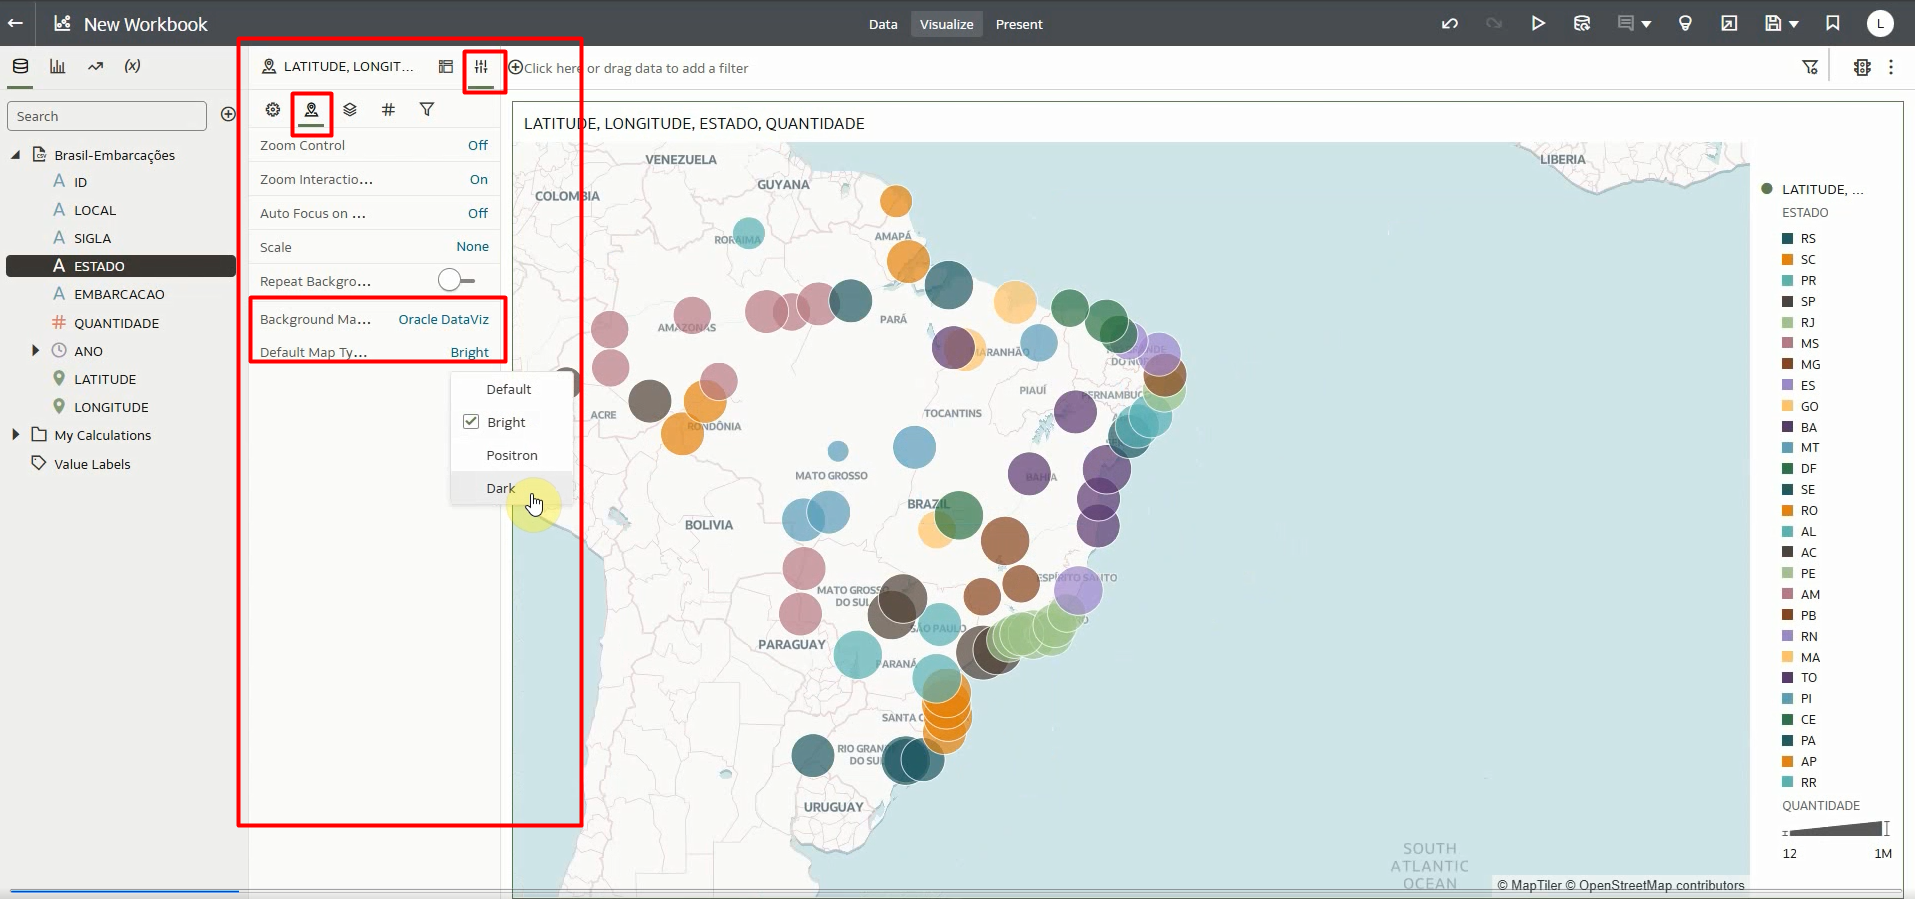 New Workbook
Data
Visualize
Present
L
(x)
LATITUDE, LONGIT...
Click here or drag data to add a filter
Search
Brasil-Embarcações
ID
LOCAL
SIGLA
ESTADO
EMBARCACAO
QUANTIDADE
ANO
LATITUDE
LONGITUDE
My Calculations
Value Labels
Zoom Control
Off
Zoom Interactio...
On
Auto Focus on ...
Off
Scale
None
Repeat Backgro...
Background Ma...
Oracle DataViz
Default Map Ty...
Bright
Default
Bright
Positron
Dark
LATITUDE, LONGITUDE, ESTADO, QUANTIDADE
VENEZUELA
GUYANA
COLOMBIA
LIBERIA
RORAIMA
AMAPÁ
AMAZONAS
PARÁ
MARANHÃO
DO NORTE
PIAUÍ
PERNAMBUCO
ACRE
TOCANTINS
RONDÔNIA
MATO GROSSO
BAHIA
BRAZIL
BOLIVIA
ESPÍRITO SANTO
MATO GROSSO
DO SUL
SÃO PAULO
PARAGUAY
PARANÁ
SANTA C
RIO GRAN
DO SUL
URUGUAY
SOUTH
ATLANTIC
OCEAN
© MapTiler © OpenStreetMap contributors
LATITUDE, ...
ESTADO
RS
SC
PR
SP
RJ
MS
MG
ES
GO
BA
MT
DF
SE
RO
AL
AC
PE
AM
PB
RN
MA
TO
PI
CE
PA
AP
RR
QUANTIDADE
12
1M